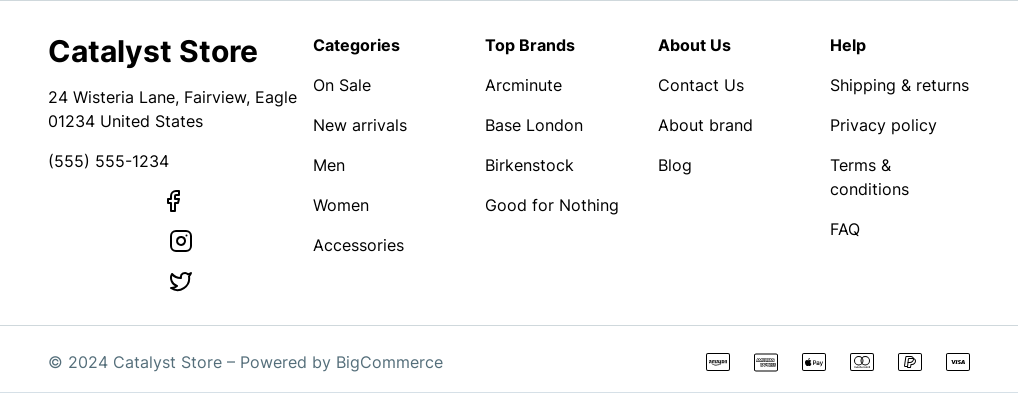 Catalyst Store
24 Wisteria Lane, Fairview, Eagle
01234 United States
(555) 555-1234
Categories
On Sale
New arrivals
Men
Women
Accessories
Top Brands
Arcminute
Base London
Birkenstock
Good for Nothing
About Us
Contact Us
About brand
Blog
Help
Shipping & returns
Privacy policy
Terms &
conditions
FAQ
© 2024 Catalyst Store – Powered by BigCommerce
amazon
Pay
VISA